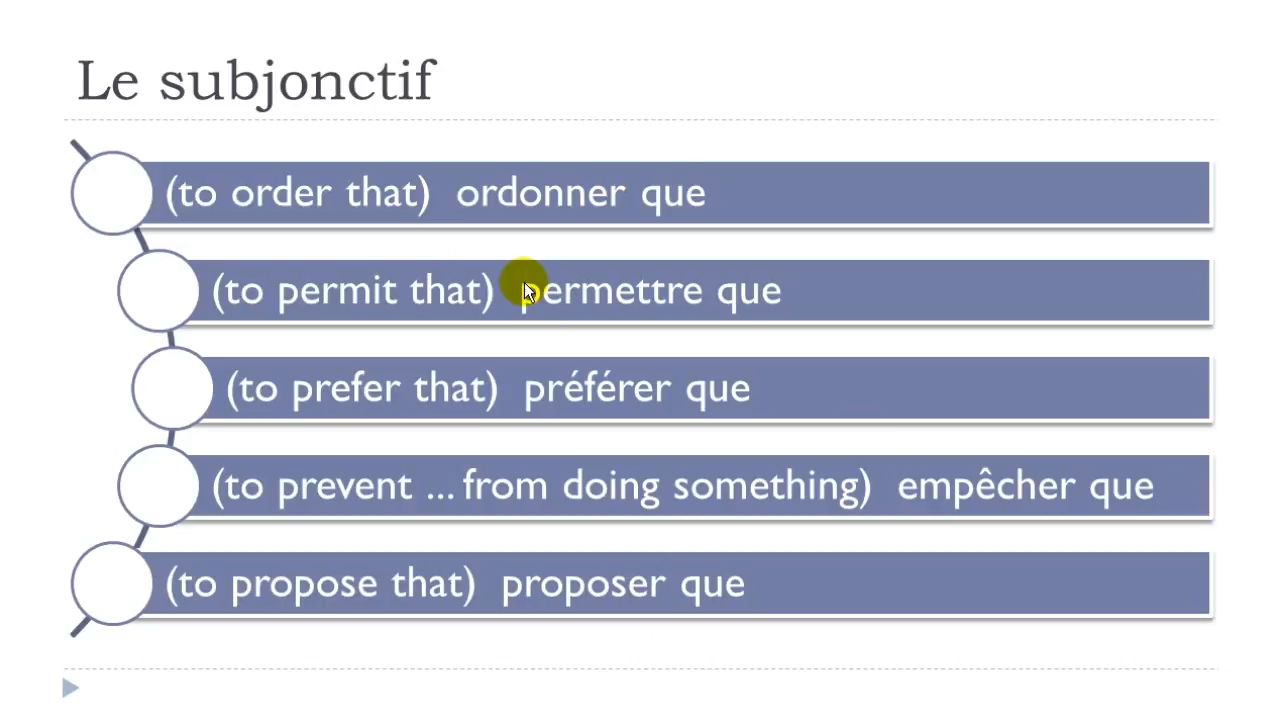 Le subjonctif
(to order that) ordonner que
(to permit that) permettre que
(to prefer that) préférer que
(to prevent ... from doing something) empêcher que
(to propose that) proposer que